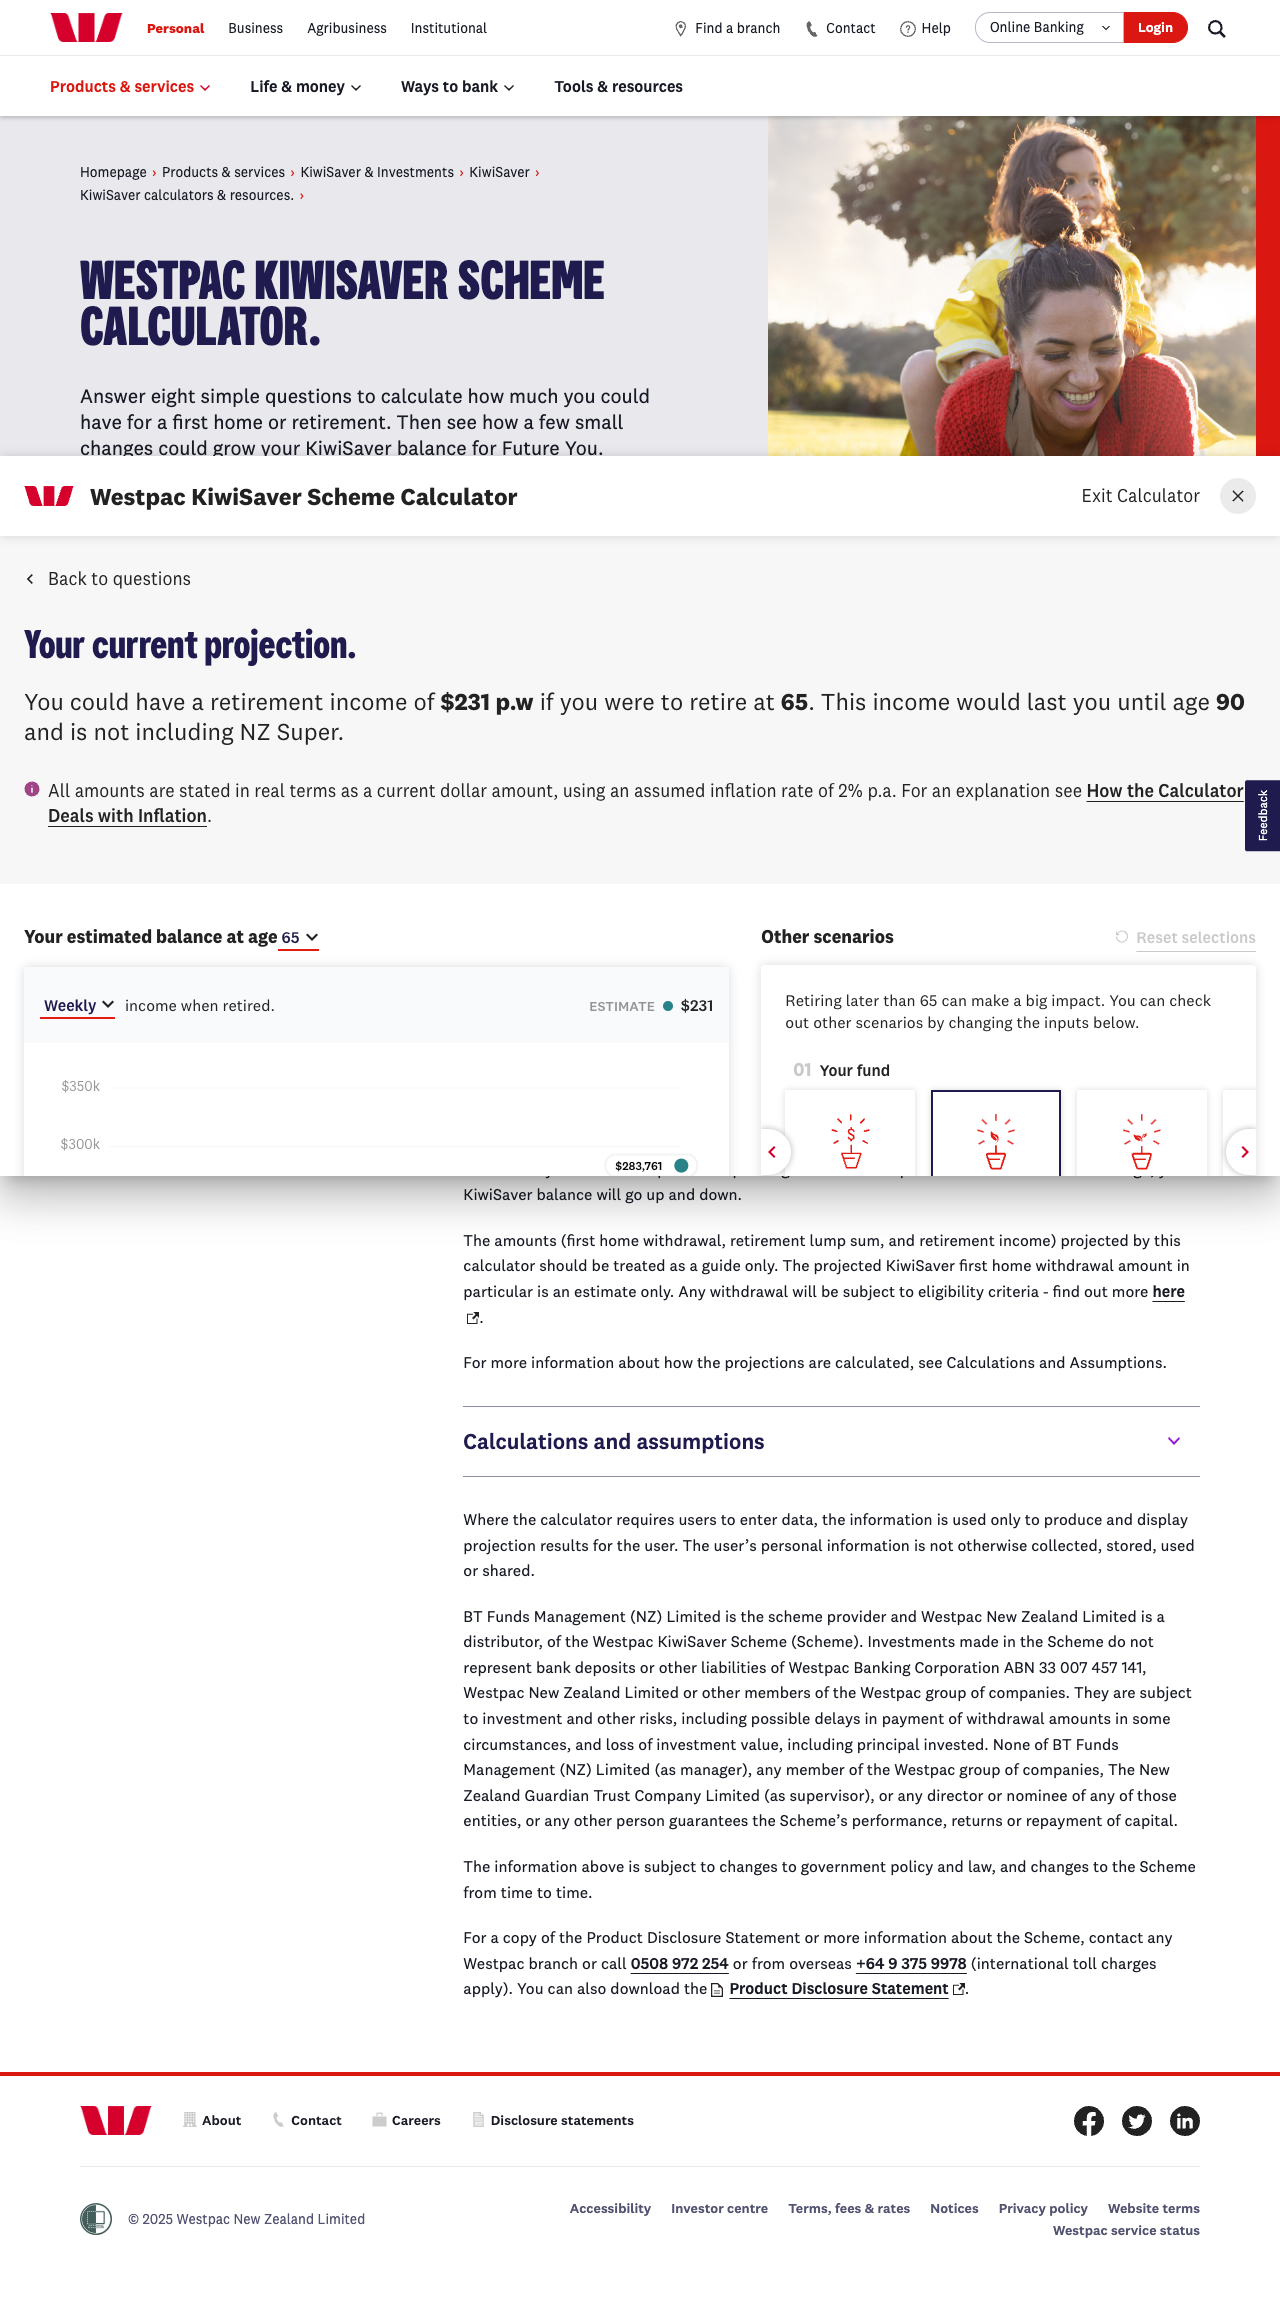 Personal Business Agribusiness Institutional Find a branch Contact Help Online Banking Login
Products & services Life & money Ways to bank Tools & resources
Homepage › Products & services › KiwiSaver & Investments › KiwiSaver ›
KiwiSaver calculators & resources. ›
WESTPAC KIWISAVER SCHEME
CALCULATOR.
Answer eight simple questions to calculate how much you could
have for a first home or retirement. Then see how a few small
changes could grow your KiwiSaver balance for Future You.
Westpac KiwiSaver Scheme Calculator Exit Calculator
Back to questions
Your current projection.
You could have a retirement income of $231 p.w if you were to retire at 65. This income would last you until age 90
and is not including NZ Super.
All amounts are stated in real terms as a current dollar amount, using an assumed inflation rate of 2% p.a. For an explanation see How the Calculator
Deals with Inflation.
Feedback
Your estimated balance at age 65
Weekly income when retired. ESTIMATE $231
$350k
$300k
$283,761
Other scenarios Reset selections
Retiring later than 65 can make a big impact. You can check
out other scenarios by changing the inputs below.
01 Your fund
KiwiSaver balance will go up and down.
The amounts (first home withdrawal, retirement lump sum, and retirement income) projected by this
calculator should be treated as a guide only. The projected KiwiSaver first home withdrawal amount in
particular is an estimate only. Any withdrawal will be subject to eligibility criteria - find out more here
.
For more information about how the projections are calculated, see Calculations and Assumptions.
Calculations and assumptions
Where the calculator requires users to enter data, the information is used only to produce and display
projection results for the user. The user’s personal information is not otherwise collected, stored, used
or shared.
BT Funds Management (NZ) Limited is the scheme provider and Westpac New Zealand Limited is a
distributor, of the Westpac KiwiSaver Scheme (Scheme). Investments made in the Scheme do not
represent bank deposits or other liabilities of Westpac Banking Corporation ABN 33 007 457 141,
Westpac New Zealand Limited or other members of the Westpac group of companies. They are subject
to investment and other risks, including possible delays in payment of withdrawal amounts in some
circumstances, and loss of investment value, including principal invested. None of BT Funds
Management (NZ) Limited (as manager), any member of the Westpac group of companies, The New
Zealand Guardian Trust Company Limited (as supervisor), or any director or nominee of any of those
entities, or any other person guarantees the Scheme’s performance, returns or repayment of capital.
The information above is subject to changes to government policy and law, and changes to the Scheme
from time to time.
For a copy of the Product Disclosure Statement or more information about the Scheme, contact any
Westpac branch or call 0508 972 254 or from overseas +64 9 375 9978 (international toll charges
apply). You can also download the Product Disclosure Statement .
About Contact Careers Disclosure statements
© 2025 Westpac New Zealand Limited
Accessibility Investor centre Terms, fees & rates Notices Privacy policy Website terms
Westpac service status